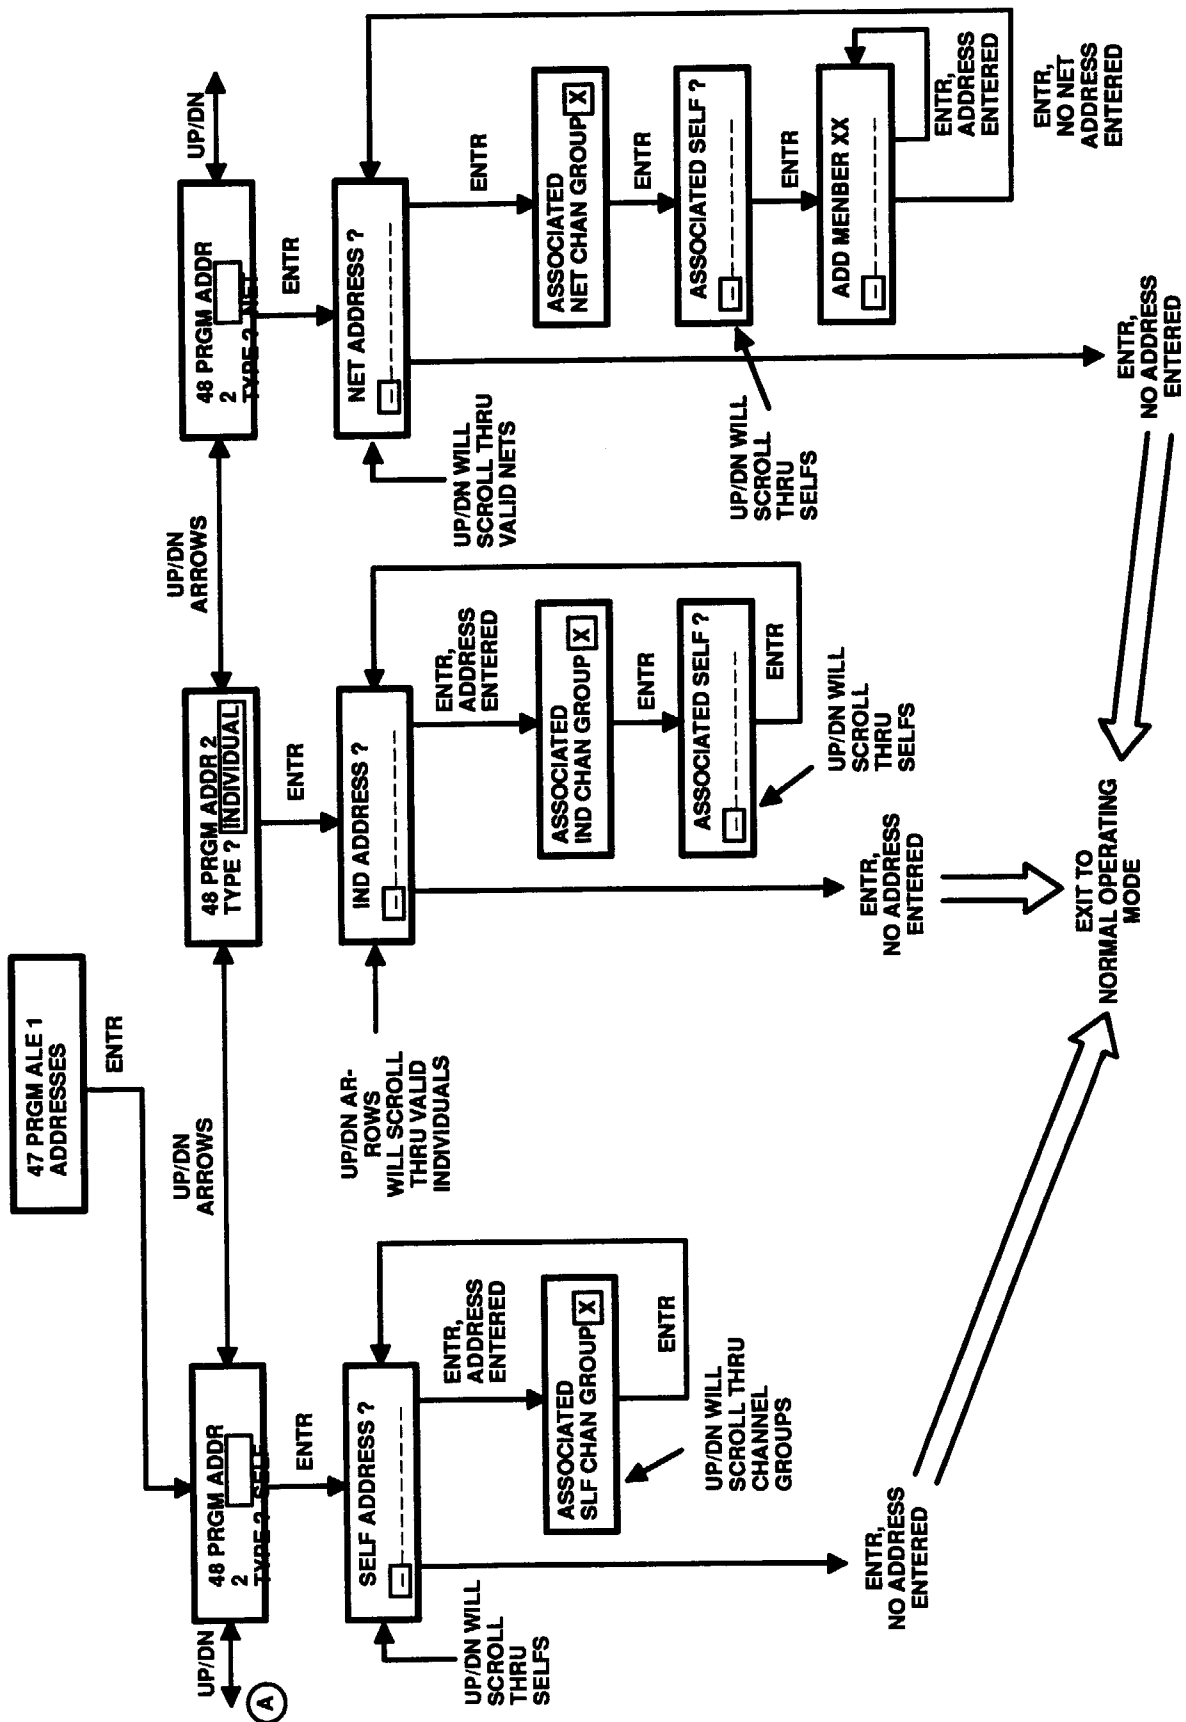 47 PRGM ALE 1
ADDRESSES
ENTR
UP/DN
A
48 PRGM ADDR
2
TYPE ? SELF
UP/DN
ARROWS
48 PRGM ADDR 2
TYPE ? INDIVIDUAL
UP/DN
ARROWS
48 PRGM ADDR
2
TYPE ? NET
UP/DN
ENTR
ENTR
ENTR
SELF ADDRESS ?
UP/DN WILL
SCROLL
THRU
SELFS
ENTR,
ADDRESS
ENTERED
ASSOCIATED
SLF CHAN GROUP X
ENTR
UP/DN WILL
SCROLL THRU
CHANNEL
GROUPS
ENTR,
NO ADDRESS
ENTERED
IND ADDRESS ?
UP/DN AR-
ROWS
WILL SCROLL
THRU VALID
INDIVIDUALS
ENTR,
ADDRESS
ENTERED
ASSOCIATED
IND CHAN GROUP X
ENTR
ASSOCIATED SELF ?
ENTR
UP/DN WILL
SCROLL
THRU
SELFS
ENTR,
NO ADDRESS
ENTERED
NET ADDRESS ?
UP/DN WILL
SCROLL THRU
VALID NETS
ENTR
ASSOCIATED
NET CHAN GROUP X
ENTR
ASSOCIATED SELF ?
UP/DN WILL
SCROLL
THRU
SELFS
ENTR
ADD MENBER XX
ENTR,
ADDRESS
ENTERED
ENTR,
NO NET
ADDRESS
ENTERED
ENTR,
NO ADDRESS
ENTERED
EXIT TO
NORMAL OPERATING
MODE